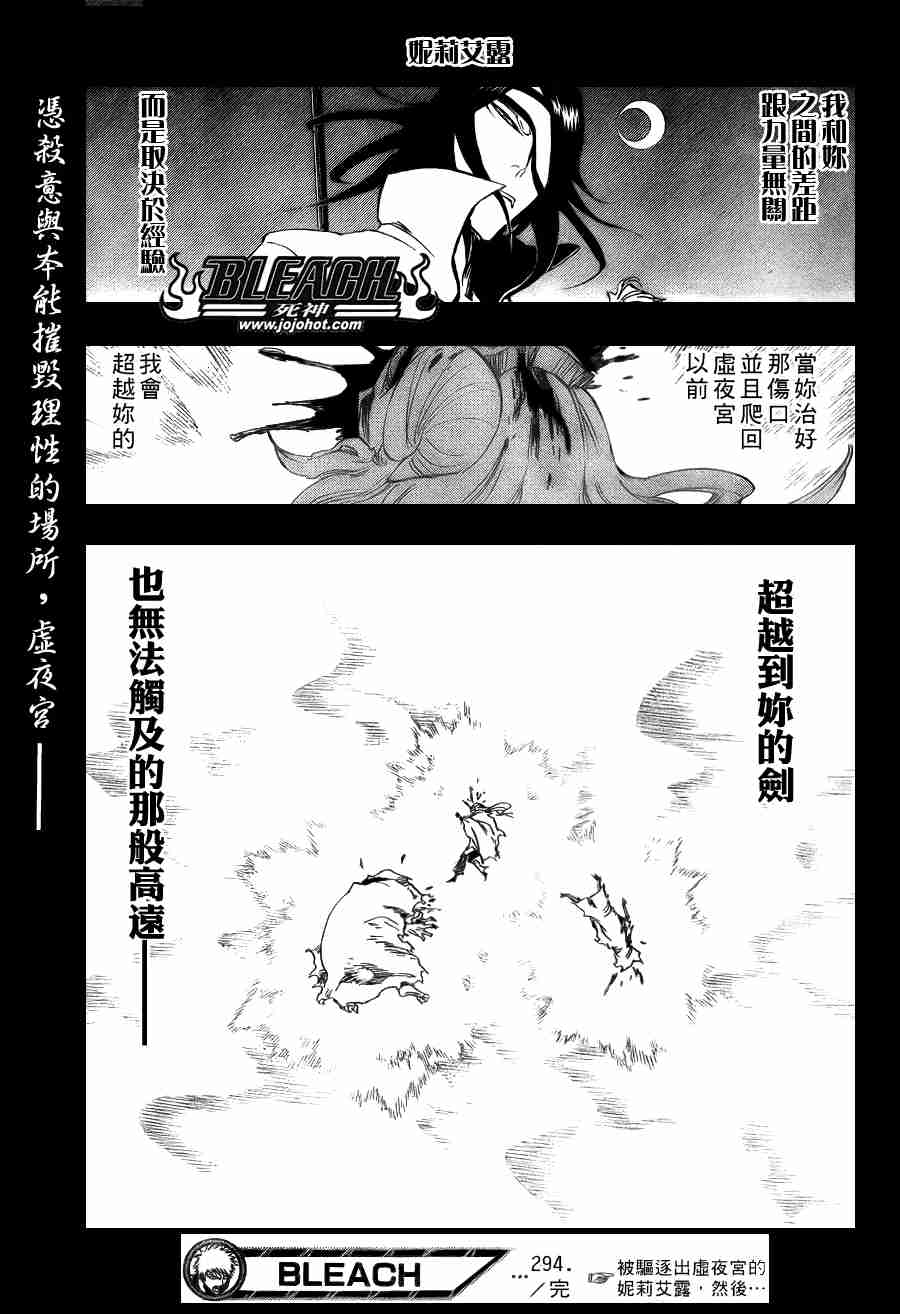 妮莉艾露
我和妳
之間的差距
跟力量無關
而是取決於經驗
BLEACH
死神
www.jojohot.com
當妳治好
那傷口
並且爬回
虛夜宮
以前
我會
超越妳的
超越到妳的劍
也無法觸及的那般高遠——
憑殺意與本能摧毀理性的場所，虛夜宮——
BLEACH
…294.／完
☞被驅逐出虛夜宮的
妮莉艾露，然後…